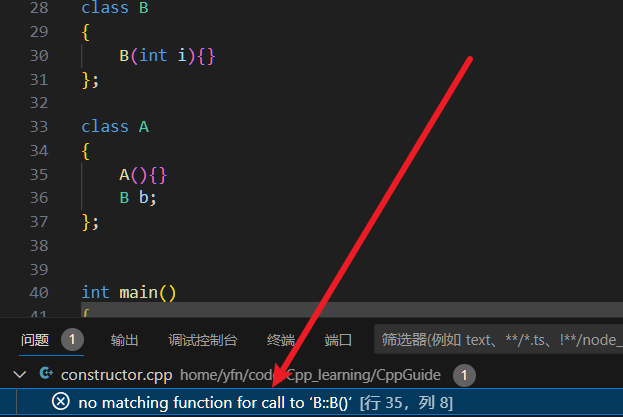 28 class B
29 {
30 B(int i){}
31 };
32
33 class A
34 {
35 A(){}
36 B b;
37 };
38
39
40 int main()
41 {
问题 1 输出 调试控制台 终端 端口 筛选器(例如 text、**/*.ts、!**/node_
constructor.cpp home/yfn/code/Cpp_learning/CppGuide 1
no matching function for call to ‘B::B()’ [行 35，列 8]